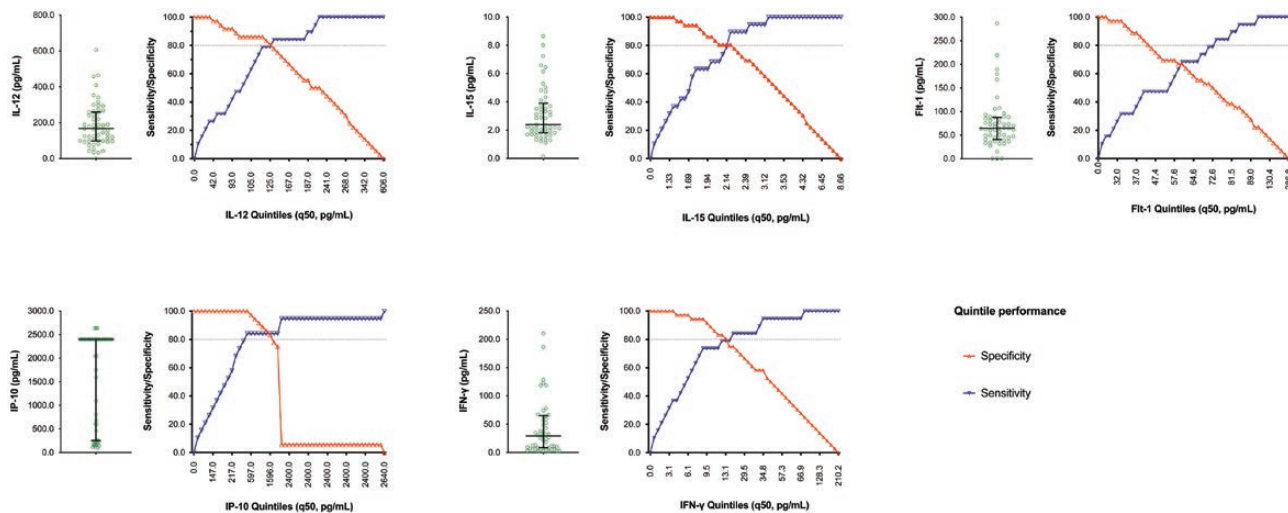 IL-12 (pg/mL)
800.0
600.0
400.0
200.0
0.0
Sensitivity/Specificity
100.0
80.0
60.0
40.0
20.0
0.0
0.0 42.0 93.0 105.0 125.0 167.0 187.0 241.0 268.0 342.0 608.0
IL-12 Quintiles (q50, pg/mL)
IL-15 (pg/mL)
10.0
8.0
6.0
4.0
2.0
0.0
Sensitivity/Specificity
100.0
80.0
60.0
40.0
20.0
0.0
0.0 1.33 1.69 1.94 2.14 2.39 3.12 3.53 4.32 6.45 8.66
IL-15 Quintiles (q50, pg/mL)
Flt-1 (pg/mL)
300.0
250.0
200.0
150.0
100.0
50.0
0.0
Sensitivity/Specificity
100.0
80.0
60.0
40.0
20.0
0.0
0.0 32.0 37.0 47.4 57.6 64.6 72.6 81.5 89.0 130.4
Flt-1 Quintiles (q50, pg/mL)
IP-10 (pg/mL)
3000.0
2500.0
2000.0
1500.0
1000.0
500.0
0.0
Sensitivity/Specificity
100.0
80.0
60.0
40.0
20.0
0.0
0.0 147.0 217.0 597.0 1596.0 2400.0 2400.0 2400.0 2400.0 2400.0 2640.0
IP-10 Quintiles (q50, pg/mL)
IFN-γ (pg/mL)
250.0
200.0
150.0
100.0
50.0
0.0
Sensitivity/Specificity
100.0
80.0
60.0
40.0
20.0
0.0
0.0 3.1 6.1 9.5 13.1 29.5 34.8 57.7 66.9 128.3 210.2
IFN-γ Quintiles (q50, pg/mL)
Quintile performance
Specificity
Sensitivity